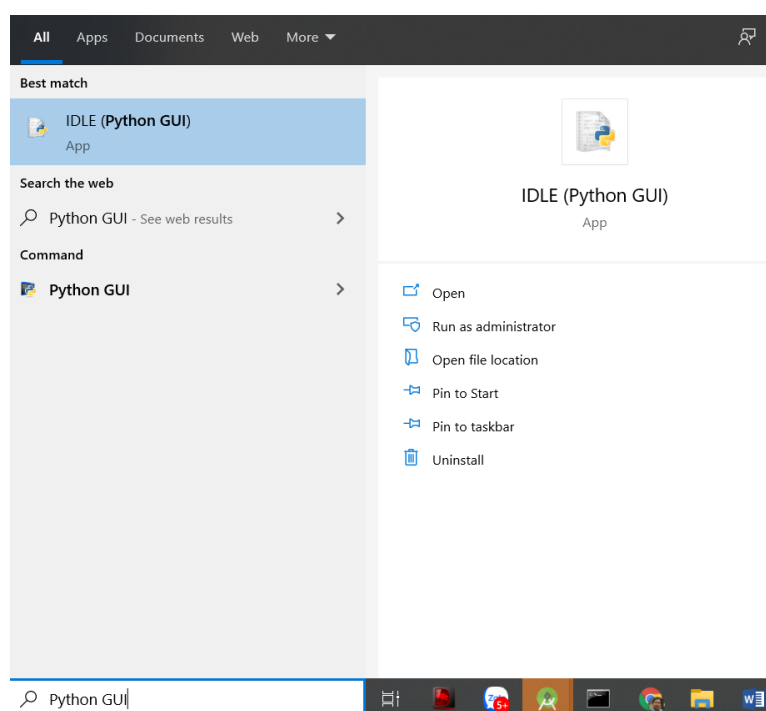 All Apps Documents Web More
Best match
IDLE (Python GUI)
App
Search the web
Python GUI - See web results
Command
Python GUI
IDLE (Python GUI)
App
Open
Run as administrator
Open file location
Pin to Start
Pin to taskbar
Uninstall
Python GUI
Zalo
5+
W